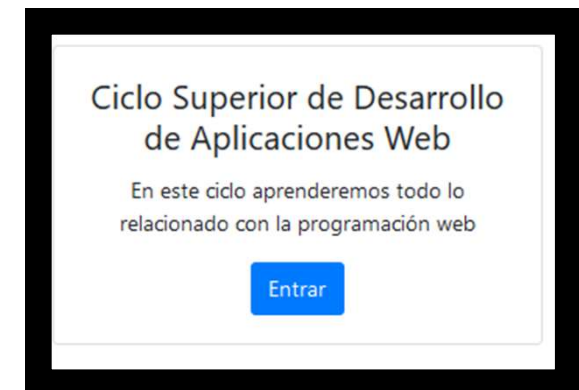 Ciclo Superior de Desarrollo
de Aplicaciones Web
En este ciclo aprenderemos todo lo
relacionado con la programación web
Entrar